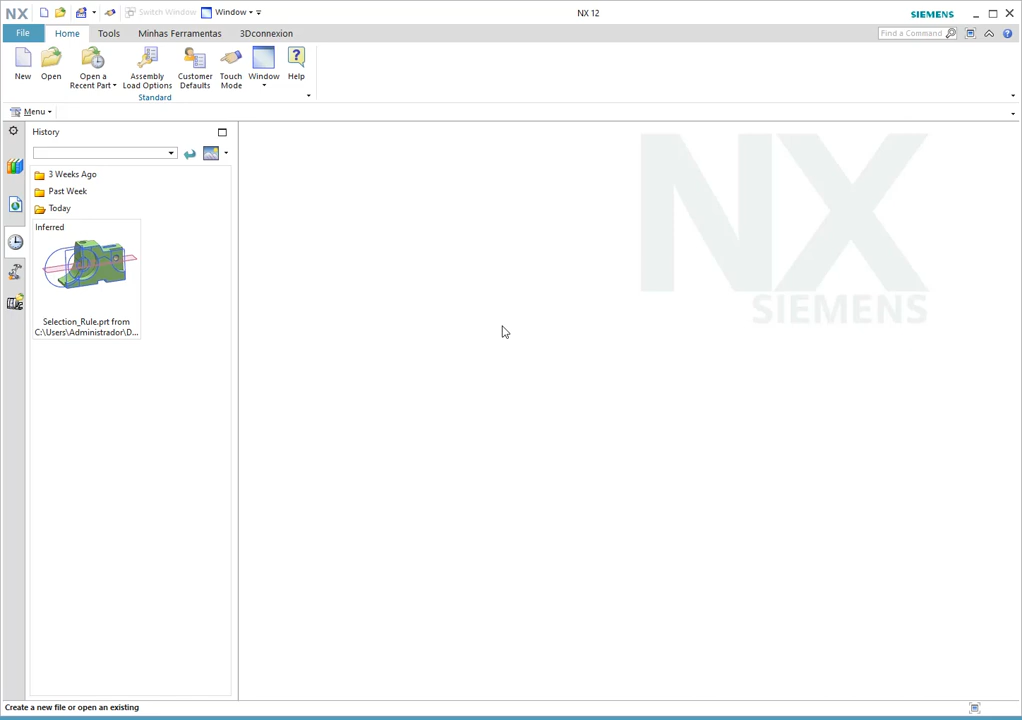 NX
Switch Window
Window
NX 12
SIEMENS
File
Home
Tools
Minhas Ferramentas
3Dconnexion
Find a Command
New
Open
Open a
Recent Part
Assembly
Load Options
Customer
Defaults
Touch
Mode
Window
Help
Standard
Menu
History
3 Weeks Ago
Past Week
Today
Inferred
Selection_Rule.prt from
C:\Users\Administrador\D...
NX
SIEMENS
Create a new file or open an existing